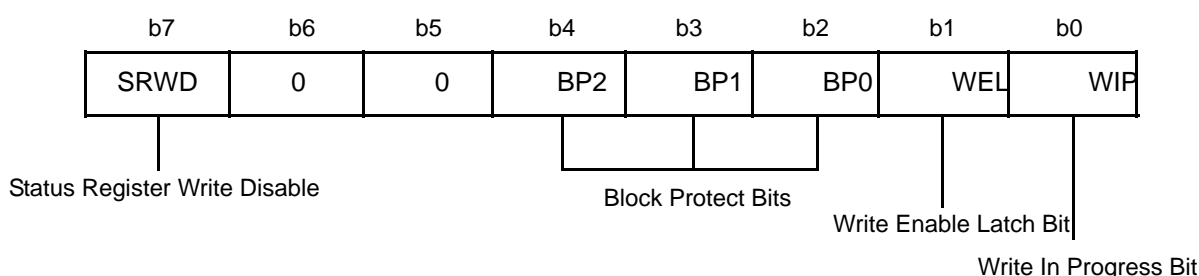 b7 b6 b5 b4 b3 b2 b1 b0
SRWD 0 0 BP2 BP1 BP0 WEL WIP
Status Register Write Disable
Block Protect Bits
Write Enable Latch Bit
Write In Progress Bit